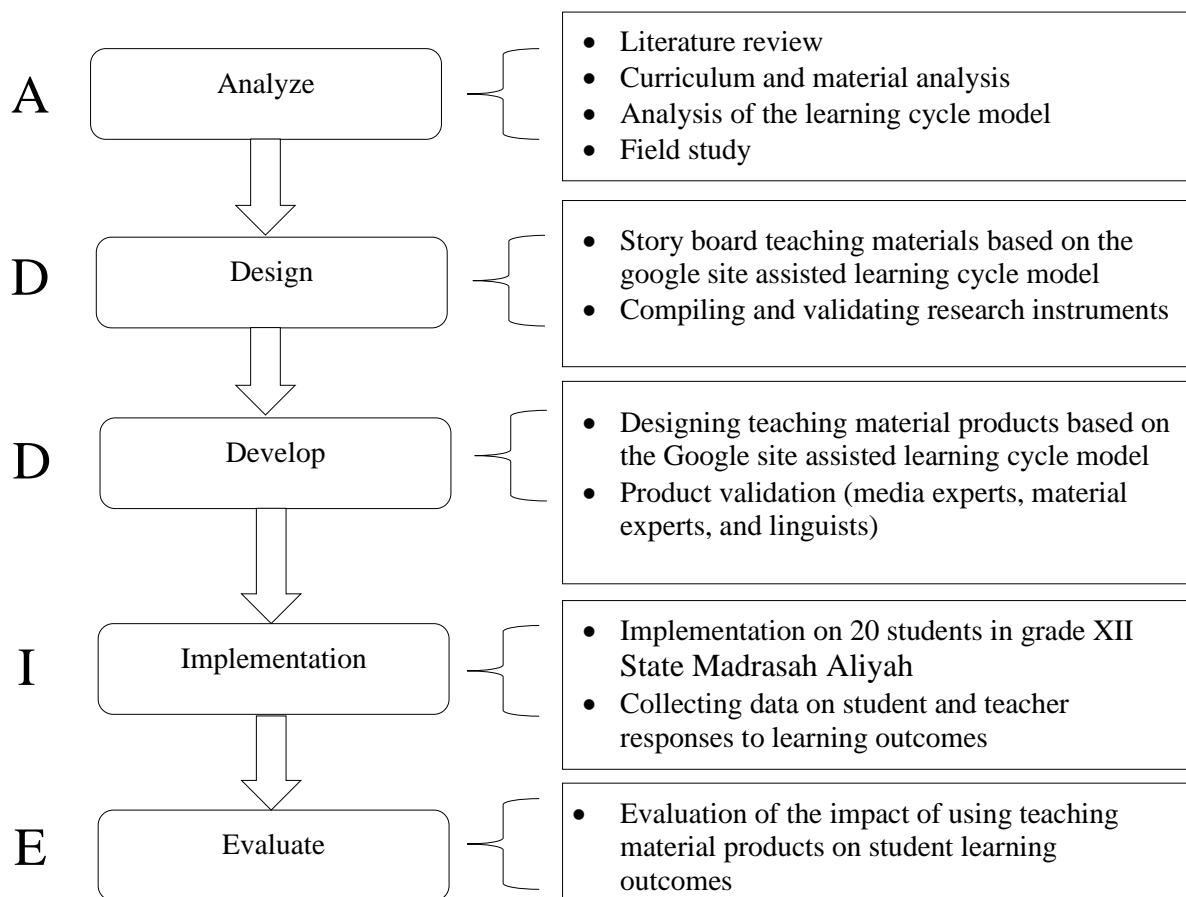 A
Analyze
• Literature review
• Curriculum and material analysis
• Analysis of the learning cycle model
• Field study
D
Design
• Story board teaching materials based on the
google site assisted learning cycle model
• Compiling and validating research instruments
D
Develop
• Designing teaching material products based on
the Google site assisted learning cycle model
• Product validation (media experts, material
experts, and linguists)
I
Implementation
• Implementation on 20 students in grade XII
State Madrasah Aliyah
• Collecting data on student and teacher
responses to learning outcomes
E
Evaluate
• Evaluation of the impact of using teaching
material products on student learning
outcomes